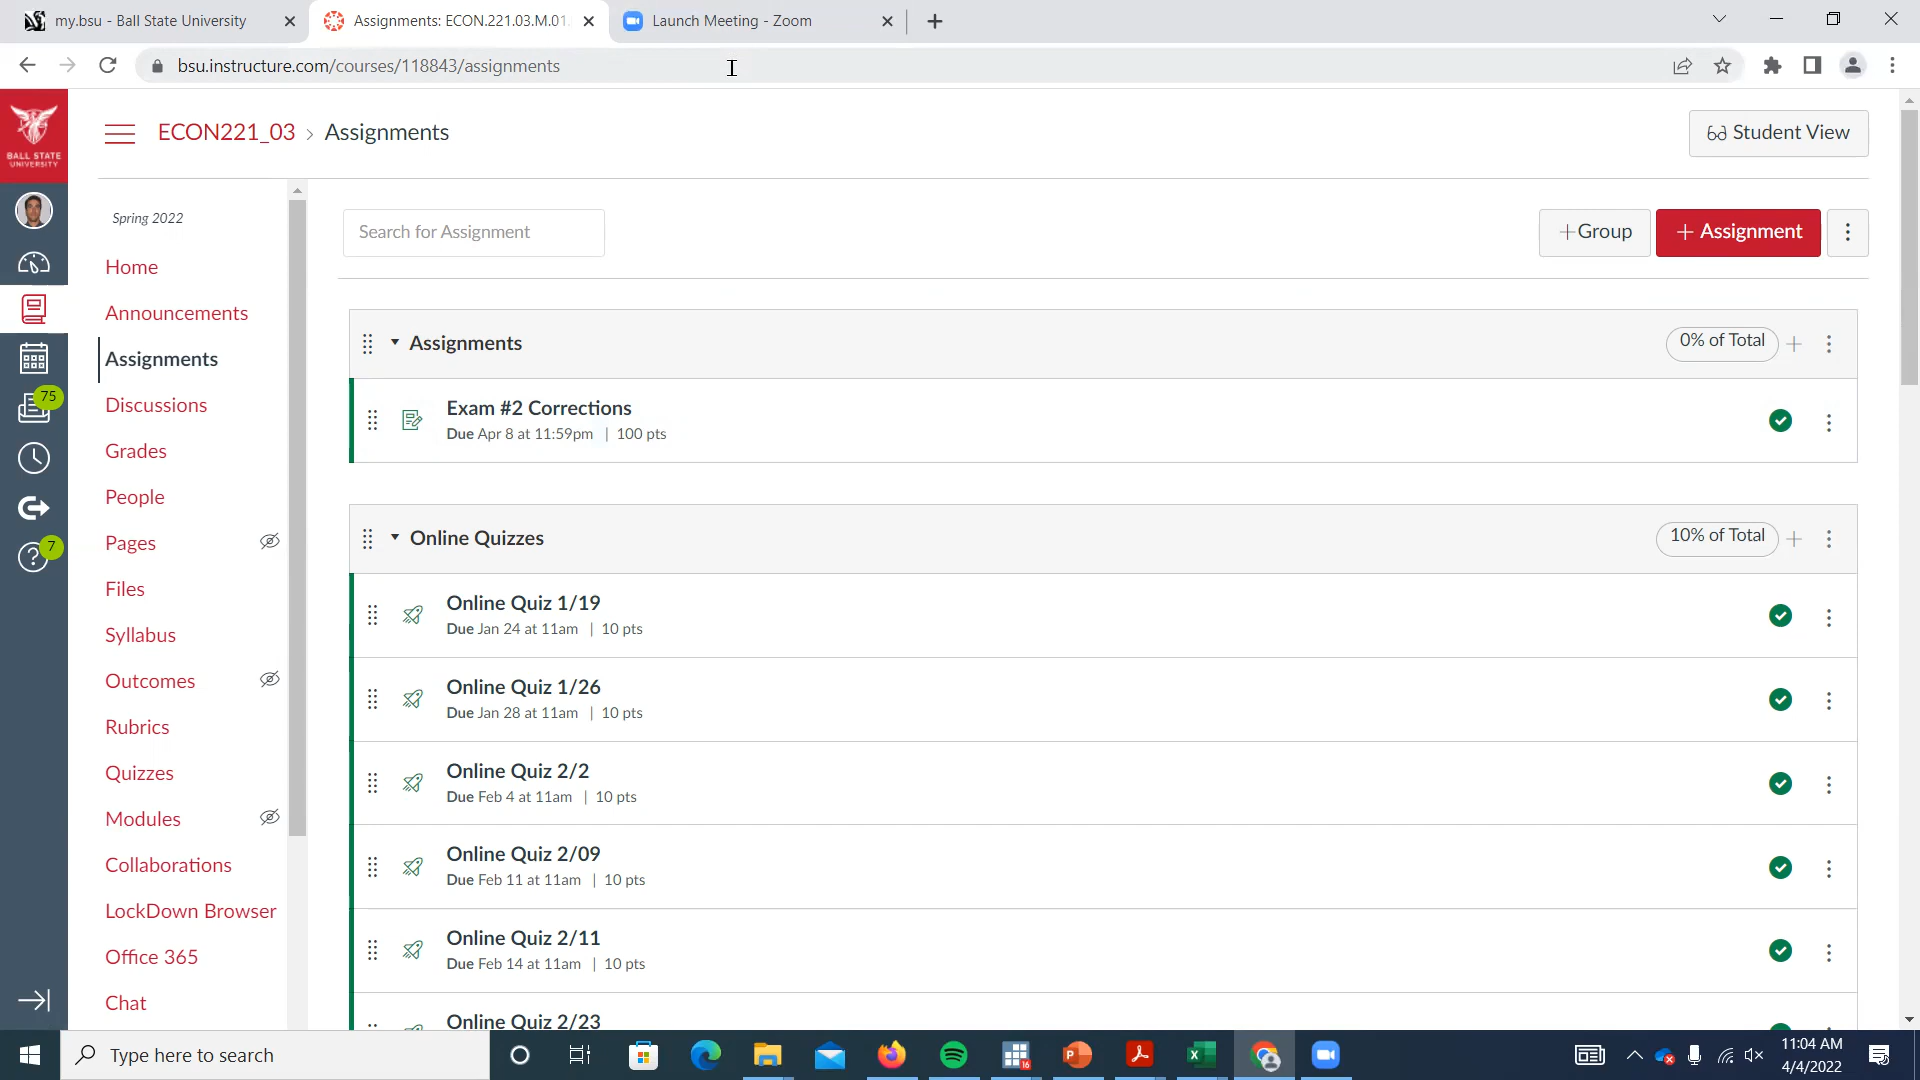 my.bsu - Ball State University
Assignments: ECON.221.03.M.01
Launch Meeting - Zoom
bsu.instructure.com/courses/118843/assignments
BALL STATE
UNIVERSITY
ECON221_03 › Assignments
Student View
Spring 2022
Home
Announcements
Assignments
Discussions
Grades
People
Pages
Files
Syllabus
Outcomes
Rubrics
Quizzes
Modules
Collaborations
LockDown Browser
Office 365
Chat
75
7
Search for Assignment
+Group
+ Assignment
Assignments
0% of Total
Exam #2 Corrections
Due Apr 8 at 11:59pm | 100 pts
Online Quizzes
10% of Total
Online Quiz 1/19
Due Jan 24 at 11am | 10 pts
Online Quiz 1/26
Due Jan 28 at 11am | 10 pts
Online Quiz 2/2
Due Feb 4 at 11am | 10 pts
Online Quiz 2/09
Due Feb 11 at 11am | 10 pts
Online Quiz 2/11
Due Feb 14 at 11am | 10 pts
Online Quiz 2/23
Type here to search
16
11:04 AM
4/4/2022